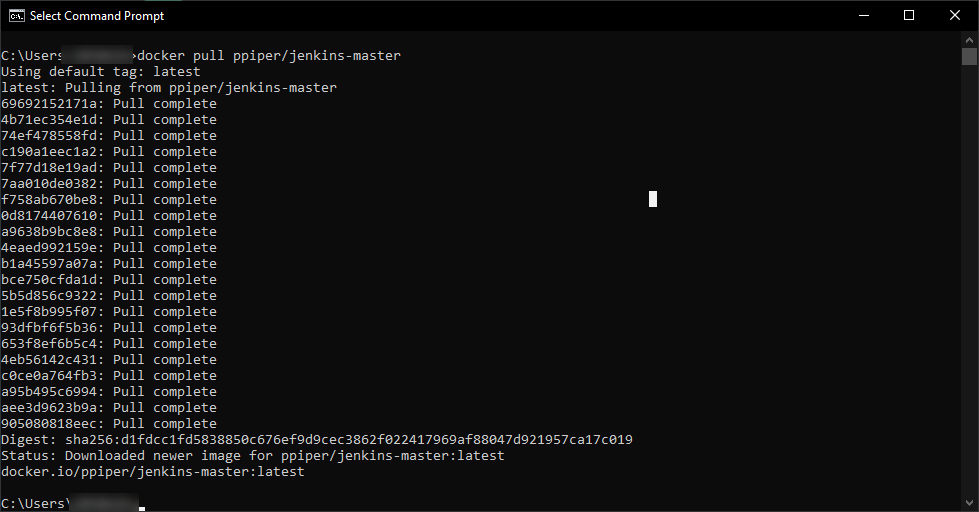 Select Command Prompt
C:\Users >docker pull ppiper/jenkins-master
Using default tag: latest
latest: Pulling from ppiper/jenkins-master
69692152171a: Pull complete
4b71ec354e1d: Pull complete
74ef478558fd: Pull complete
c190a1eec1a2: Pull complete
7f77d18e19ad: Pull complete
7aa010de0382: Pull complete
f758ab670be8: Pull complete
0d8174407610: Pull complete
a9638b9bc8e8: Pull complete
4eaed992159e: Pull complete
b1a45597a07a: Pull complete
bce750cfda1d: Pull complete
5b5d856c9322: Pull complete
1e5f8b995f07: Pull complete
93dfbf6f5b36: Pull complete
653f8ef6b5c4: Pull complete
4eb56142c431: Pull complete
c0ce0a764fb3: Pull complete
a95b495c6994: Pull complete
aee3d9623b9a: Pull complete
905080818eec: Pull complete
Digest: sha256:d1fdcc1fd5838850c676ef9d9cec3862f022417969af88047d921957ca17c019
Status: Downloaded newer image for ppiper/jenkins-master:latest
docker.io/ppiper/jenkins-master:latest
C:\Users\